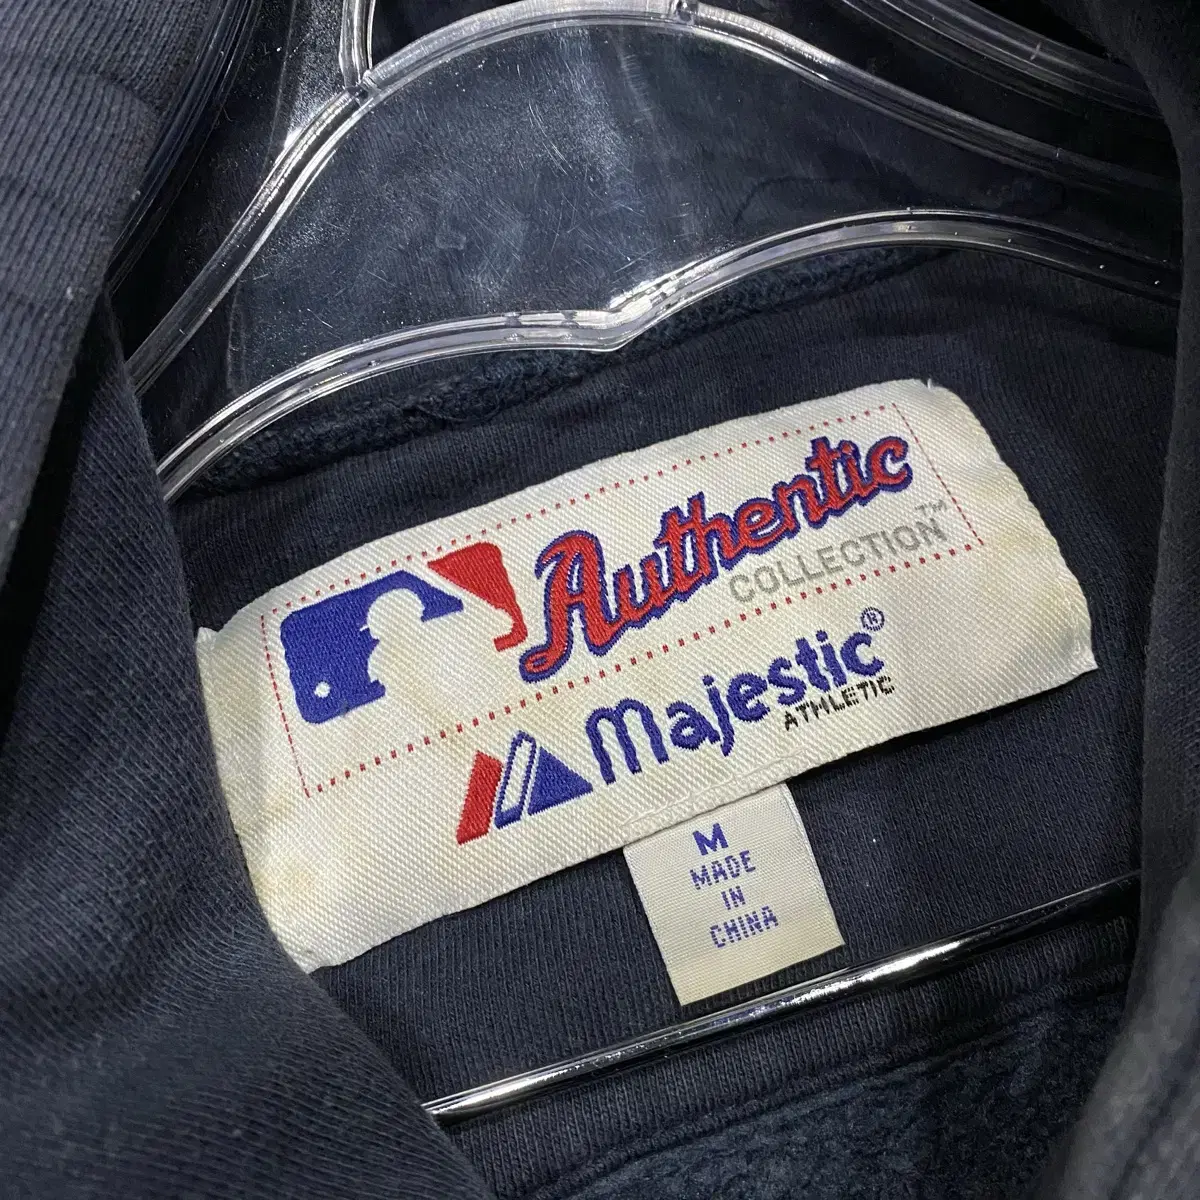 Authentic
COLLECTION™
Majestic®
ATHLETIC
M
MADE
IN
CHINA